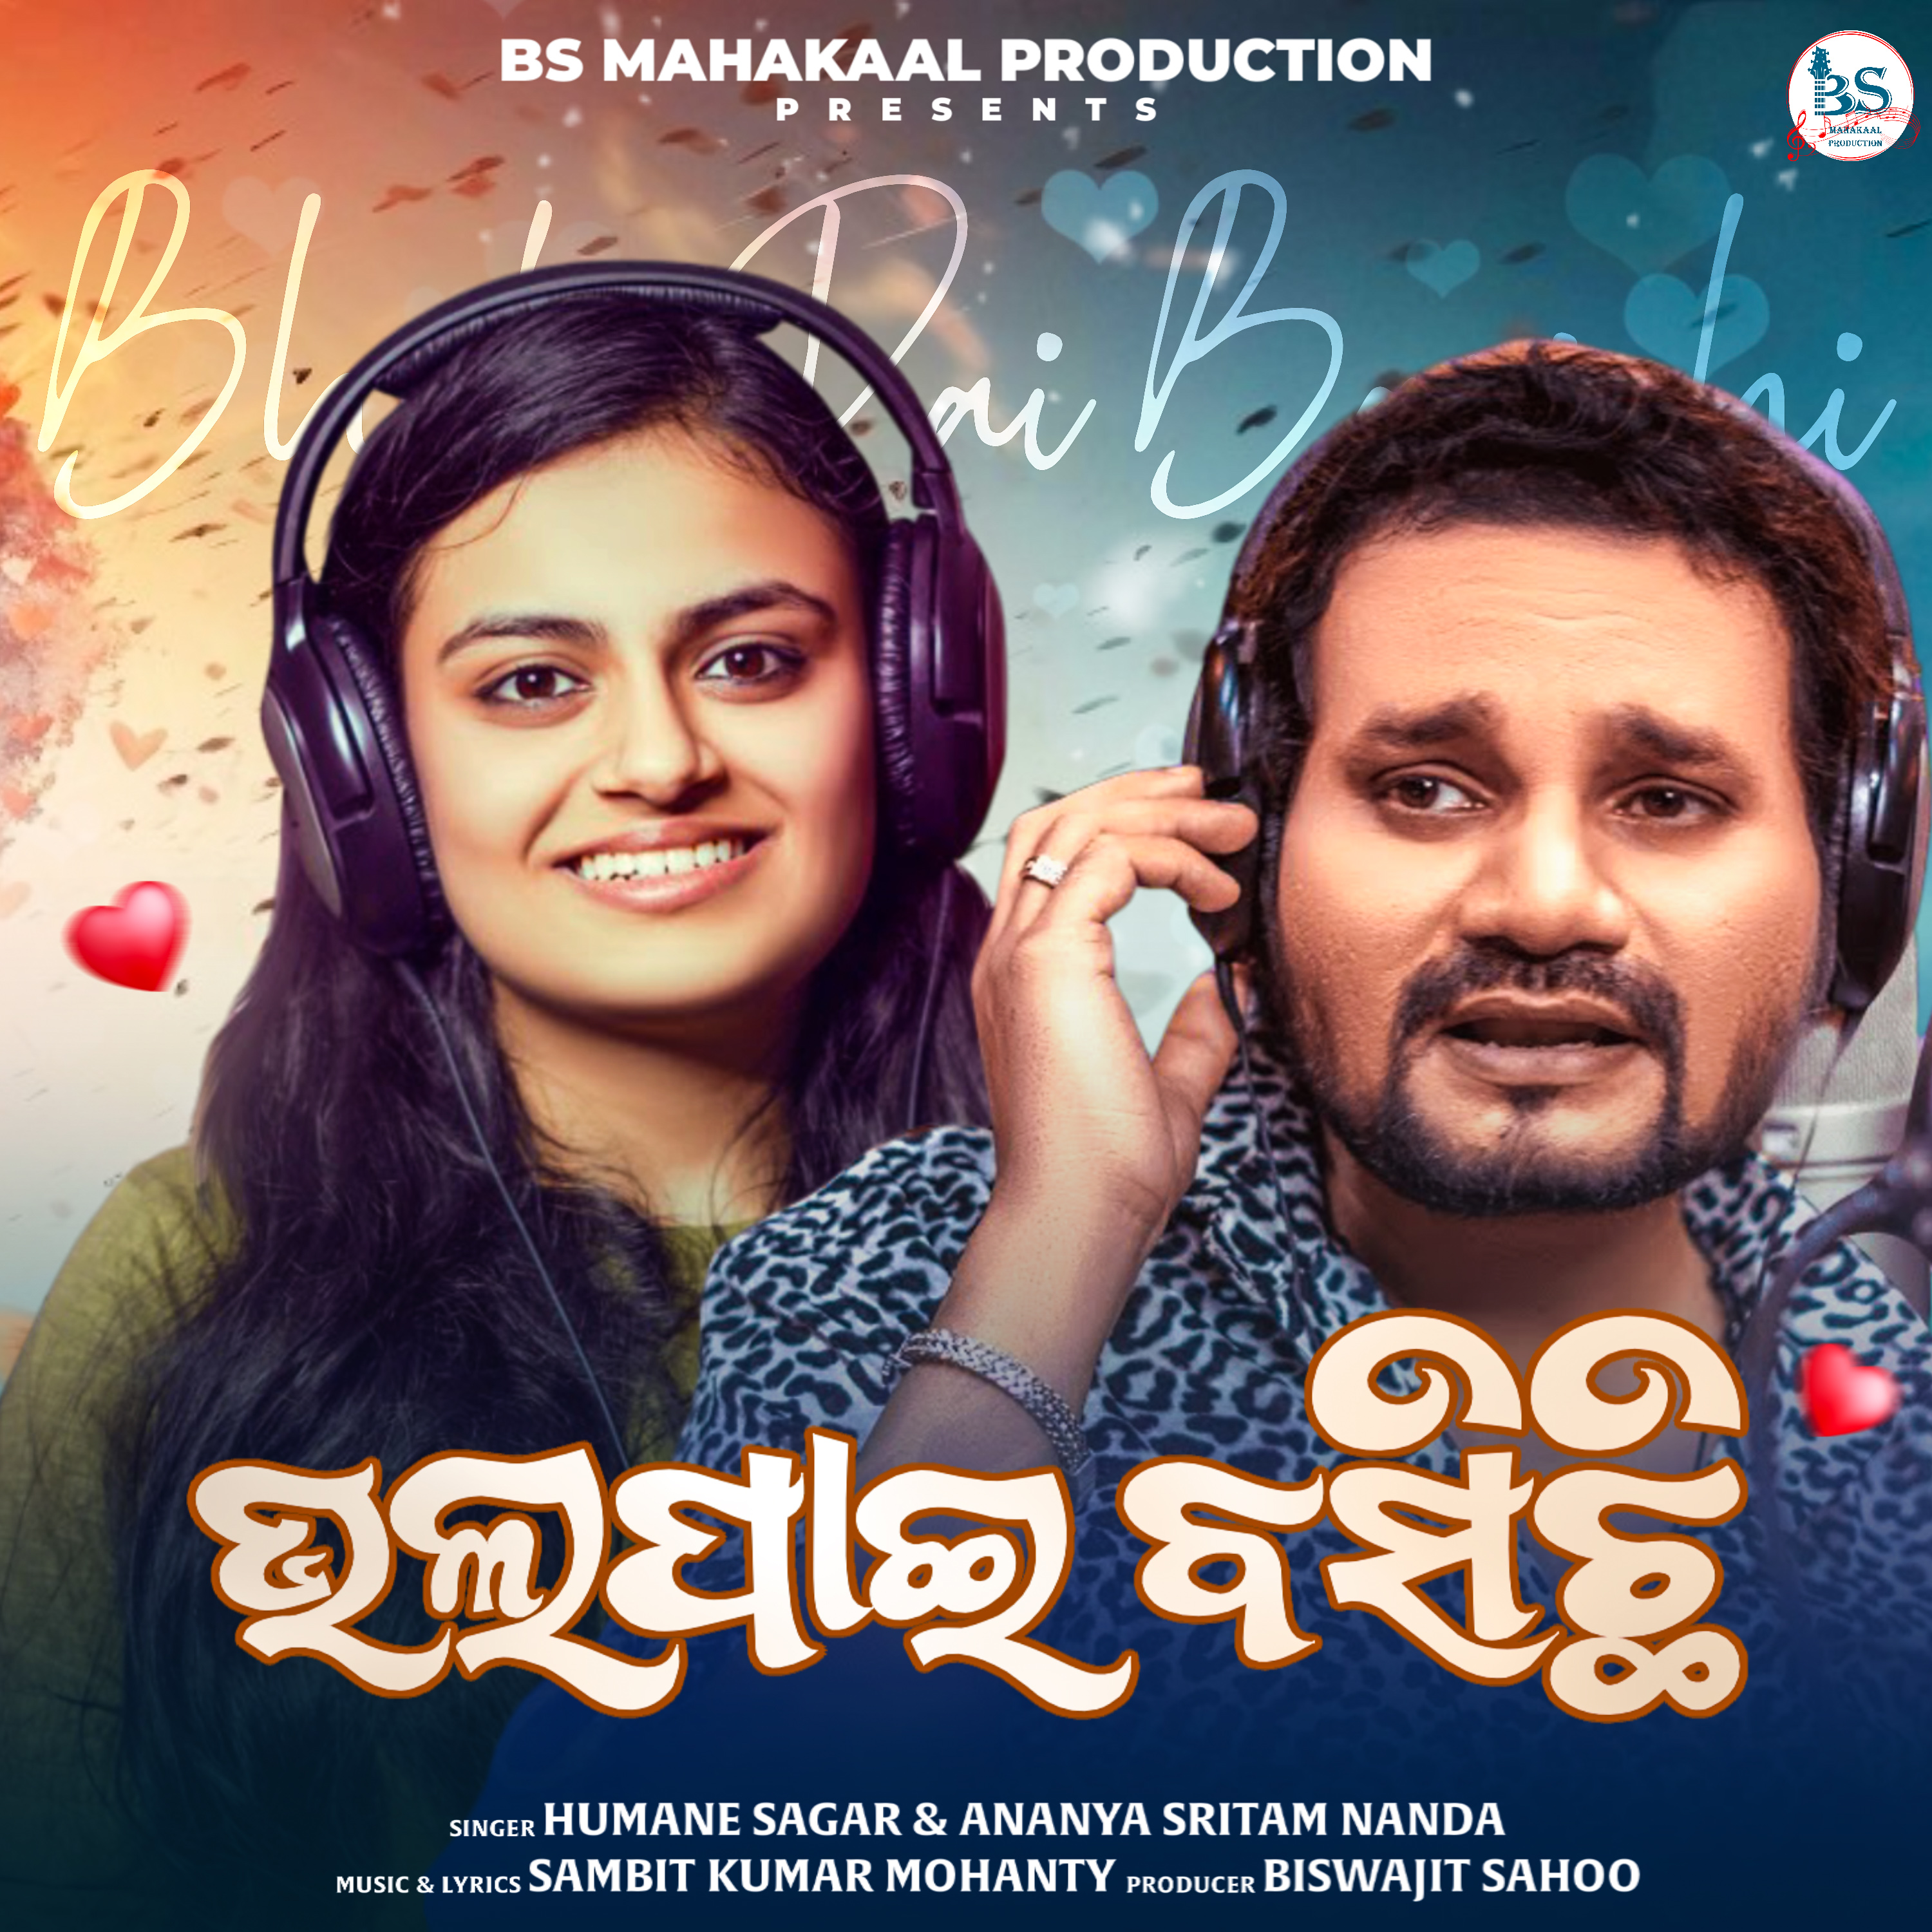 BS MAHAKAAL PRODUCTION
PRESENTS
BS
MAHAKAAL
PRODUCTION
Pai
ଭଲପାଇ ବସିଛି
SINGER HUMANE SAGAR & ANANYA SRITAM NANDA
MUSIC & LYRICS SAMBIT KUMAR MOHANTY PRODUCER BISWAJIT SAHOO